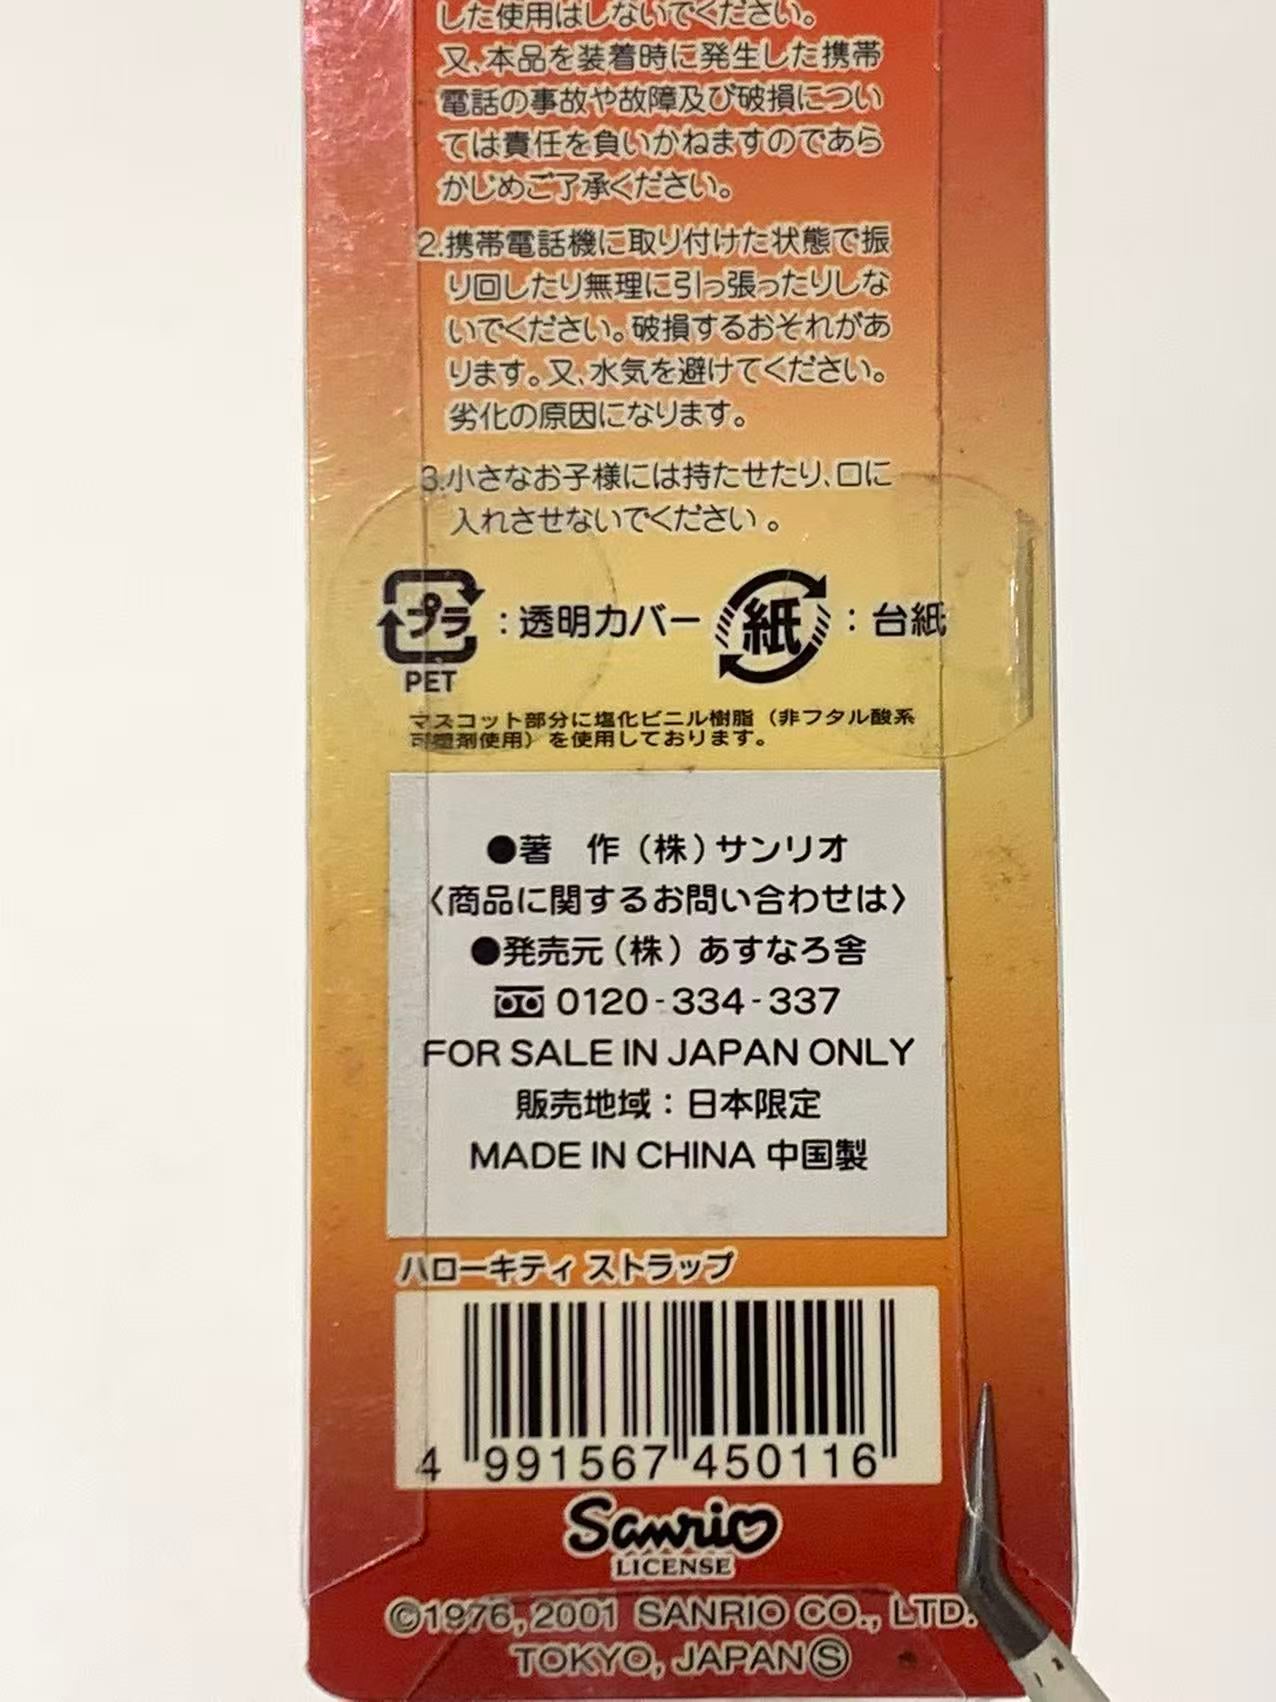 した使用はしないでください。
又、本品を装着時に発生した携帯
電話の事故や故障及び破損につい
ては責任を負いかねますのであら
かじめご了承ください。
2.携帯電話機に取り付けた状態で振
り回したり無理に引っ張ったりしな
いでください。破損するおそれがあ
ります。又、水気を避けてください。
劣化の原因になります。
3.小さなお子様には持たせたり、口に
入れさせないでください。
プラ：透明カバー 紙：台紙
PET
マスコット部分に塩化ビニル樹脂（非フタル酸系
可塑剤使用）を使用しております。
●著　作（株）サンリオ
〈商品に関するお問い合わせは〉
●発売元（株）あすなろ舎
0120-334-337
FOR SALE IN JAPAN ONLY
販売地域：日本限定
MADE IN CHINA 中国製
ハローキティ ストラップ
4 991567 450116
Sanrio
LICENSE
©1976, 2001 SANRIO CO., LTD.
TOKYO, JAPAN Ⓢ